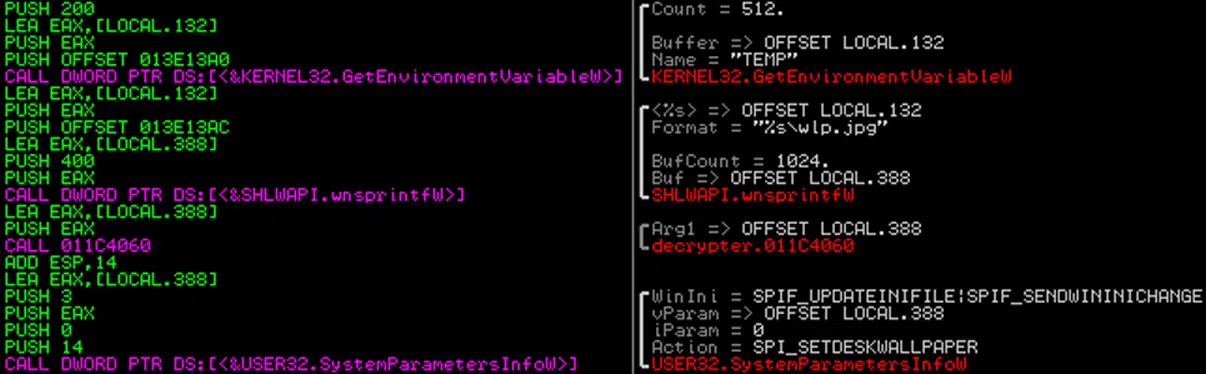 PUSH 200
LEA EAX,[LOCAL.132]
PUSH EAX
PUSH OFFSET 013E13A0
CALL DWORD PTR DS:[<&KERNEL32.GetEnvironmentVariableW>]
LEA EAX,[LOCAL.132]
PUSH EAX
PUSH OFFSET 013E13AC
LEA EAX,[LOCAL.388]
PUSH 400
PUSH EAX
CALL DWORD PTR DS:[<&SHLWAPI.wnsprintfW>]
LEA EAX,[LOCAL.388]
PUSH EAX
CALL 011C4060
ADD ESP,14
LEA EAX,[LOCAL.388]
PUSH 3
PUSH EAX
PUSH 0
PUSH 14
CALL DWORD PTR DS:[<&USER32.SystemParametersInfoW>]
Count = 512.
Buffer => OFFSET LOCAL.132
Name = "TEMP"
KERNEL32.GetEnvironmentVariableW
<%s> => OFFSET LOCAL.132
Format = "%s\wlp.jpg"
BufCount = 1024.
Buf => OFFSET LOCAL.388
SHLWAPI.wnsprintfW
Arg1 => OFFSET LOCAL.388
decrypter.011C4060
WinIni = SPIF_UPDATEINIFILE|SPIF_SENDWININICHANGE
vParam => OFFSET LOCAL.388
iParam = 0
Action = SPI_SETDESKWALLPAPER
USER32.SystemParametersInfoW